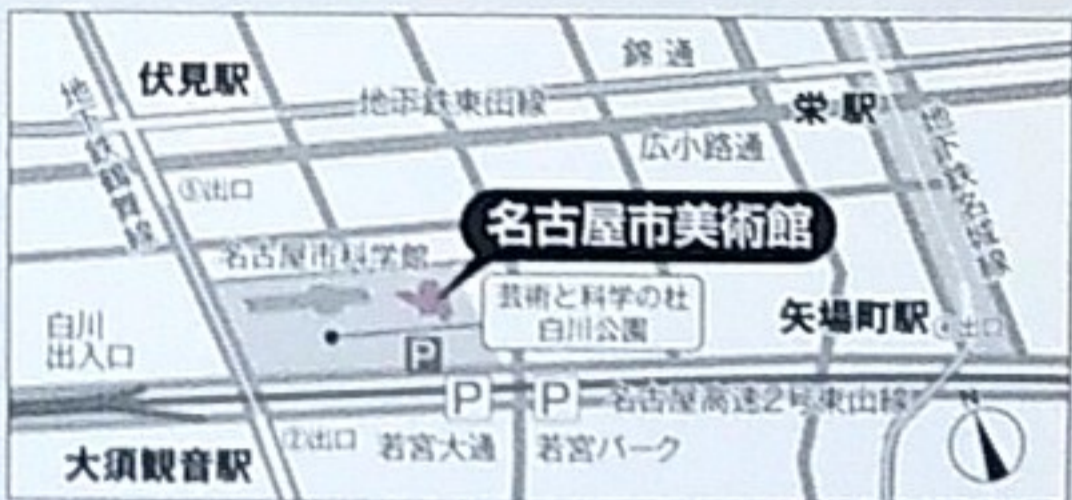 伏見駅
錦通
地下鉄東山線
栄駅
広小路通
地下鉄鶴舞線
⑤出口
地下鉄名城線
名古屋市美術館
名古屋市科学館
芸術と科学の杜
白川公園
矢場町駅
④出口
白川
出入口
P
P
P
名古屋高速2号東山線
N
②出口
若宮大通
若宮パーク
大須観音駅